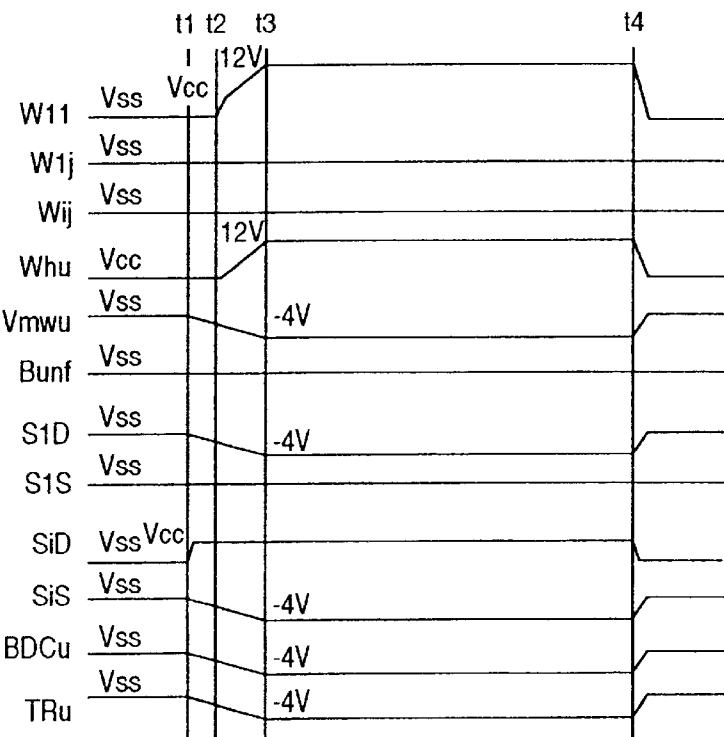 t1 t2 t3 t4
12V
Vcc
W11 Vss
W1j Vss
Wij Vss
12V
Whu Vcc
Vmwu Vss -4V
Bunf Vss
S1D Vss -4V
S1S Vss
SiD Vss Vcc
SiS Vss -4V
BDCu Vss -4V
TRu Vss -4V